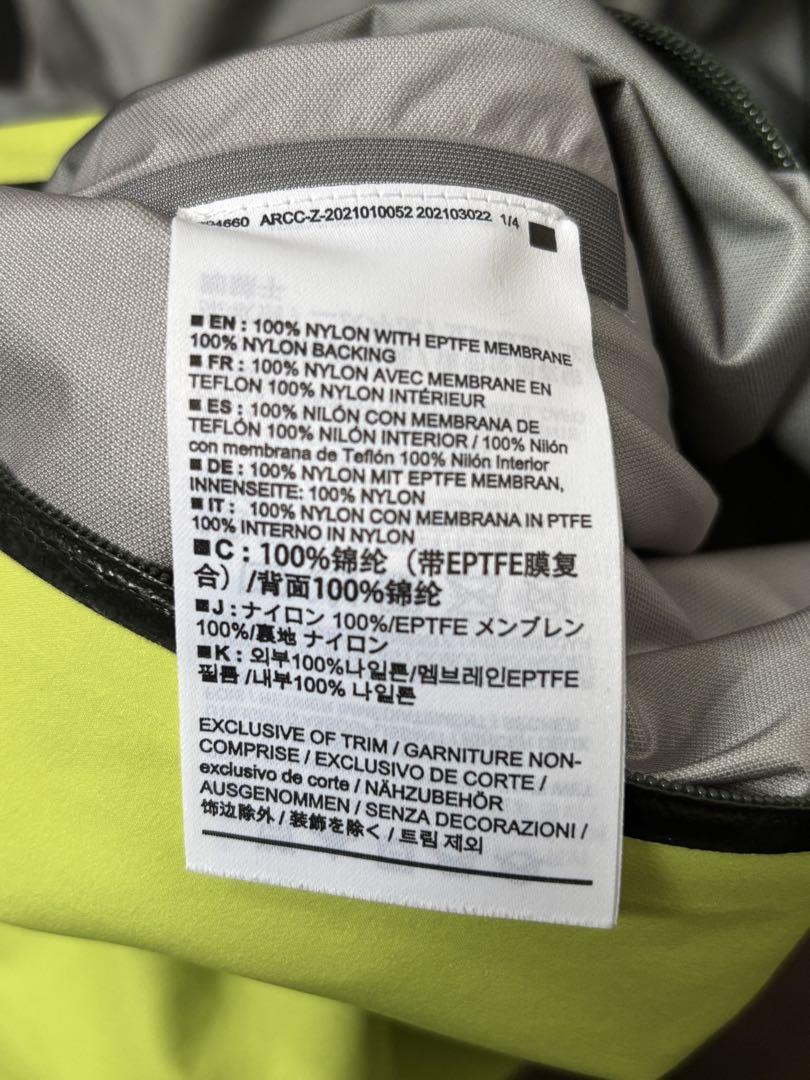 ARCC-Z-2021010052 202103022 1/4
■ EN : 100% NYLON WITH EPTFE MEMBRANE
100% NYLON BACKING
■ FR : 100% NYLON AVEC MEMBRANE EN
TEFLON 100% NYLON INTÉRIEUR
■ ES : 100% NILÓN CON MEMBRANA DE
TEFLÓN 100% NILÓN INTERIOR / 100% Nilón
con membrana de Teflón 100% Nilón Interior
■ DE : 100% NYLON MIT EPTFE MEMBRAN,
INNENSEITE: 100% NYLON
■ IT : 100% NYLON CON MEMBRANA IN PTFE
100% INTERNO IN NYLON
■ C : 100%锦纶（带EPTFE膜复
合）/背面100%锦纶
■ J : ナイロン 100%/EPTFE メンブレン
100%/裏地 ナイロン
■ K : 외부100%나일론/멤브레인EPTFE
필름 /내부100% 나일론
EXCLUSIVE OF TRIM / GARNITURE NON-
COMPRISE / EXCLUSIVO DE CORTE /
exclusivo de corte / NÄHZUBEHÖR
AUSGENOMMEN / SENZA DECORAZIONI /
饰边除外 / 装飾を除く / 트림 제외